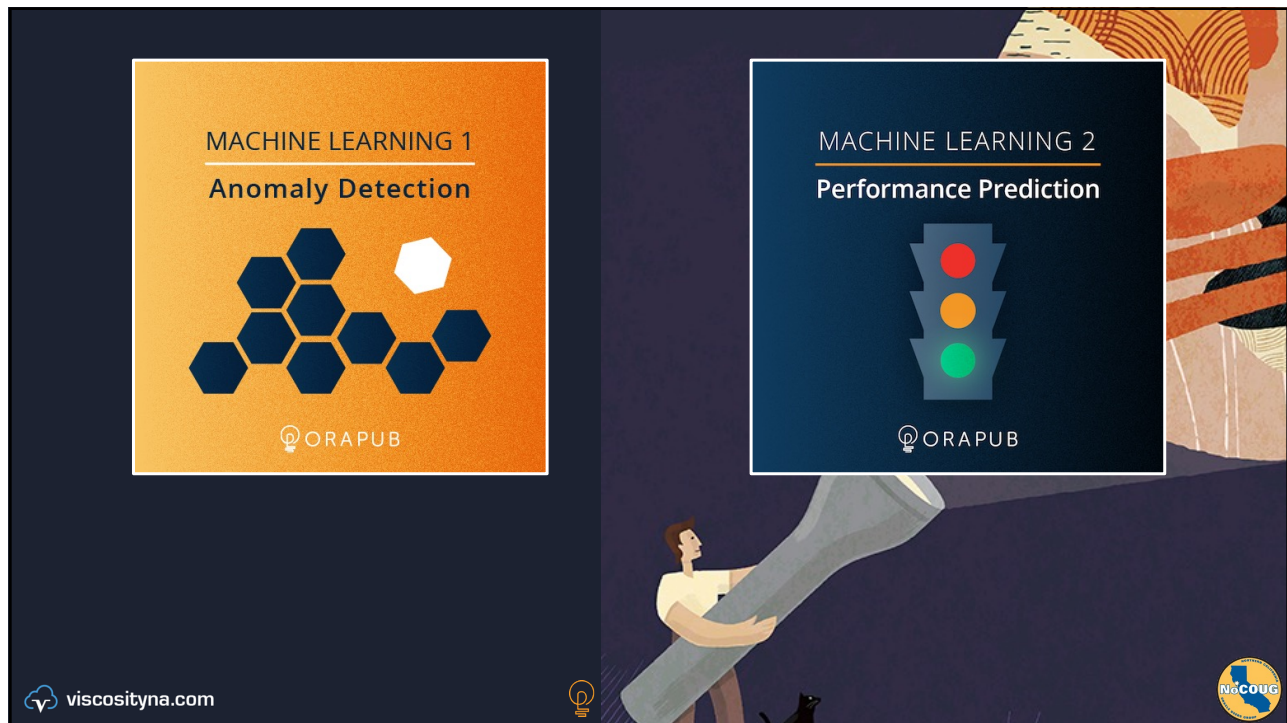 MACHINE LEARNING 1
Anomaly Detection
ORAPUB
MACHINE LEARNING 2
Performance Prediction
ORAPUB
viscosityna.com
NoCOUG